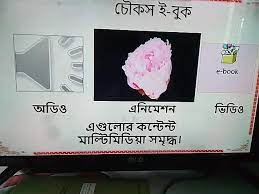 চৌকস ই-বুক
e-book
অডিও এনিমেশন ভিডিও
এগুলোর কন্টেন্ট
মাল্টিমিডিয়া সমৃদ্ধ।